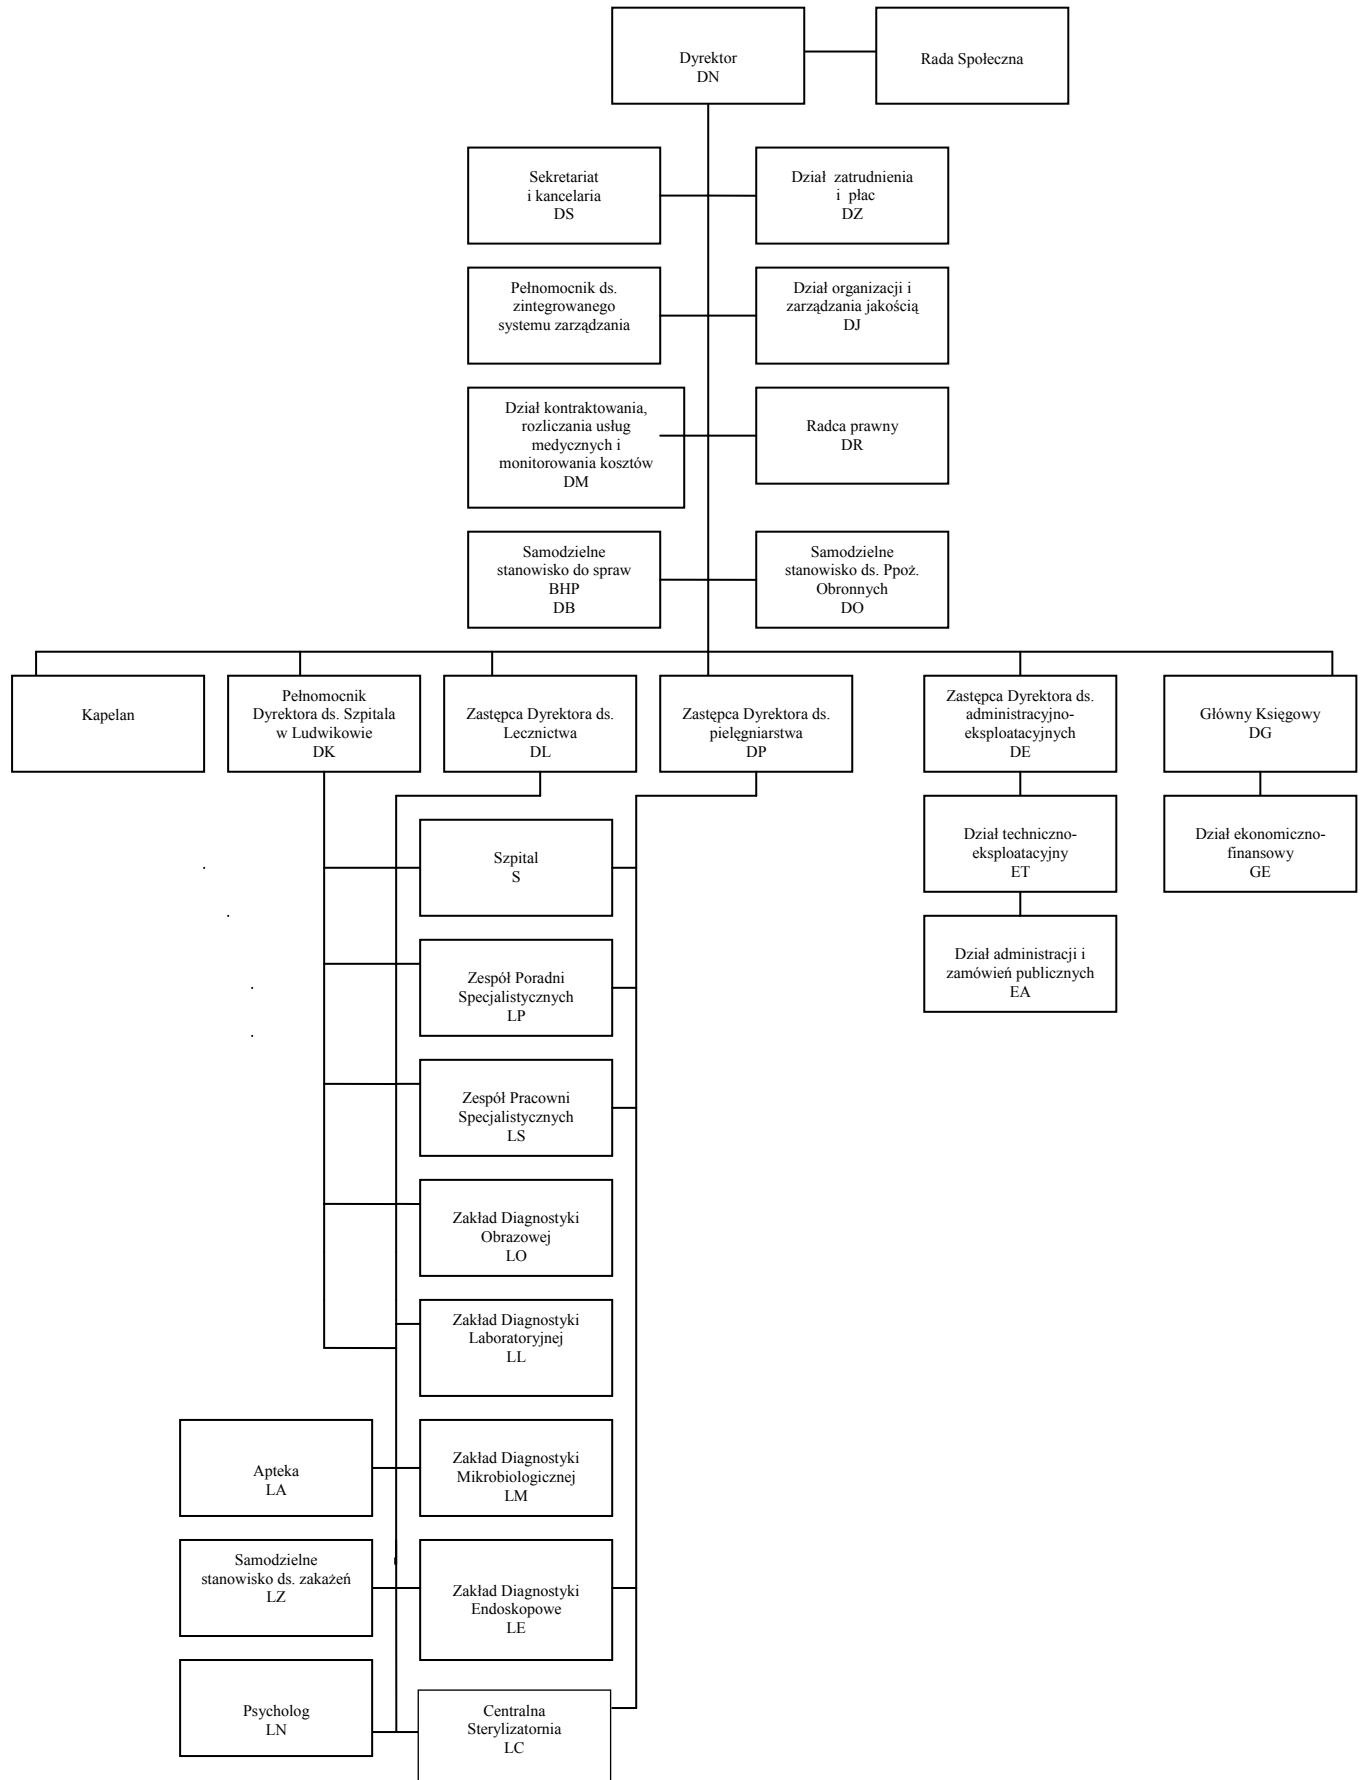 Dyrektor
DN
Rada Społeczna
Sekretariat
i kancelaria
DS
Dział  zatrudnienia
i  płac
DZ
Pełnomocnik ds.
zintegrowanego
systemu zarządzania
Dział organizacji i
zarządzania jakością
DJ
Dział kontraktowania,
rozliczania usług
medycznych i
monitorowania kosztów
DM
Radca prawny
DR
Samodzielne
stanowisko do spraw
BHP
DB
Samodzielne
stanowisko ds. Ppoż.
Obronnych
DO
Kapelan
Pełnomocnik
Dyrektora ds. Szpitala
w Ludwikowie
DK
Zastępca Dyrektora ds.
Lecznictwa
DL
Zastępca Dyrektora ds.
pielęgniarstwa
DP
Zastępca Dyrektora ds.
administracyjno-
eksploatacyjnych
DE
Główny Księgowy
DG
Szpital
S
Dział techniczno-
eksploatacyjny
ET
Dział ekonomiczno-
finansowy
GE
Zespół Poradni
Specjalistycznych
LP
Dział administracji i
zamówień publicznych
EA
Zespół Pracowni
Specjalistycznych
LS
Zakład Diagnostyki
Obrazowej
LO
Zakład Diagnostyki
Laboratoryjnej
LL
Apteka
LA
Zakład Diagnostyki
Mikrobiologicznej
LM
Samodzielne
stanowisko ds. zakażeń
LZ
Zakład Diagnostyki
Endoskopowe
LE
Psycholog
LN
Centralna
Sterylizatornia
LC